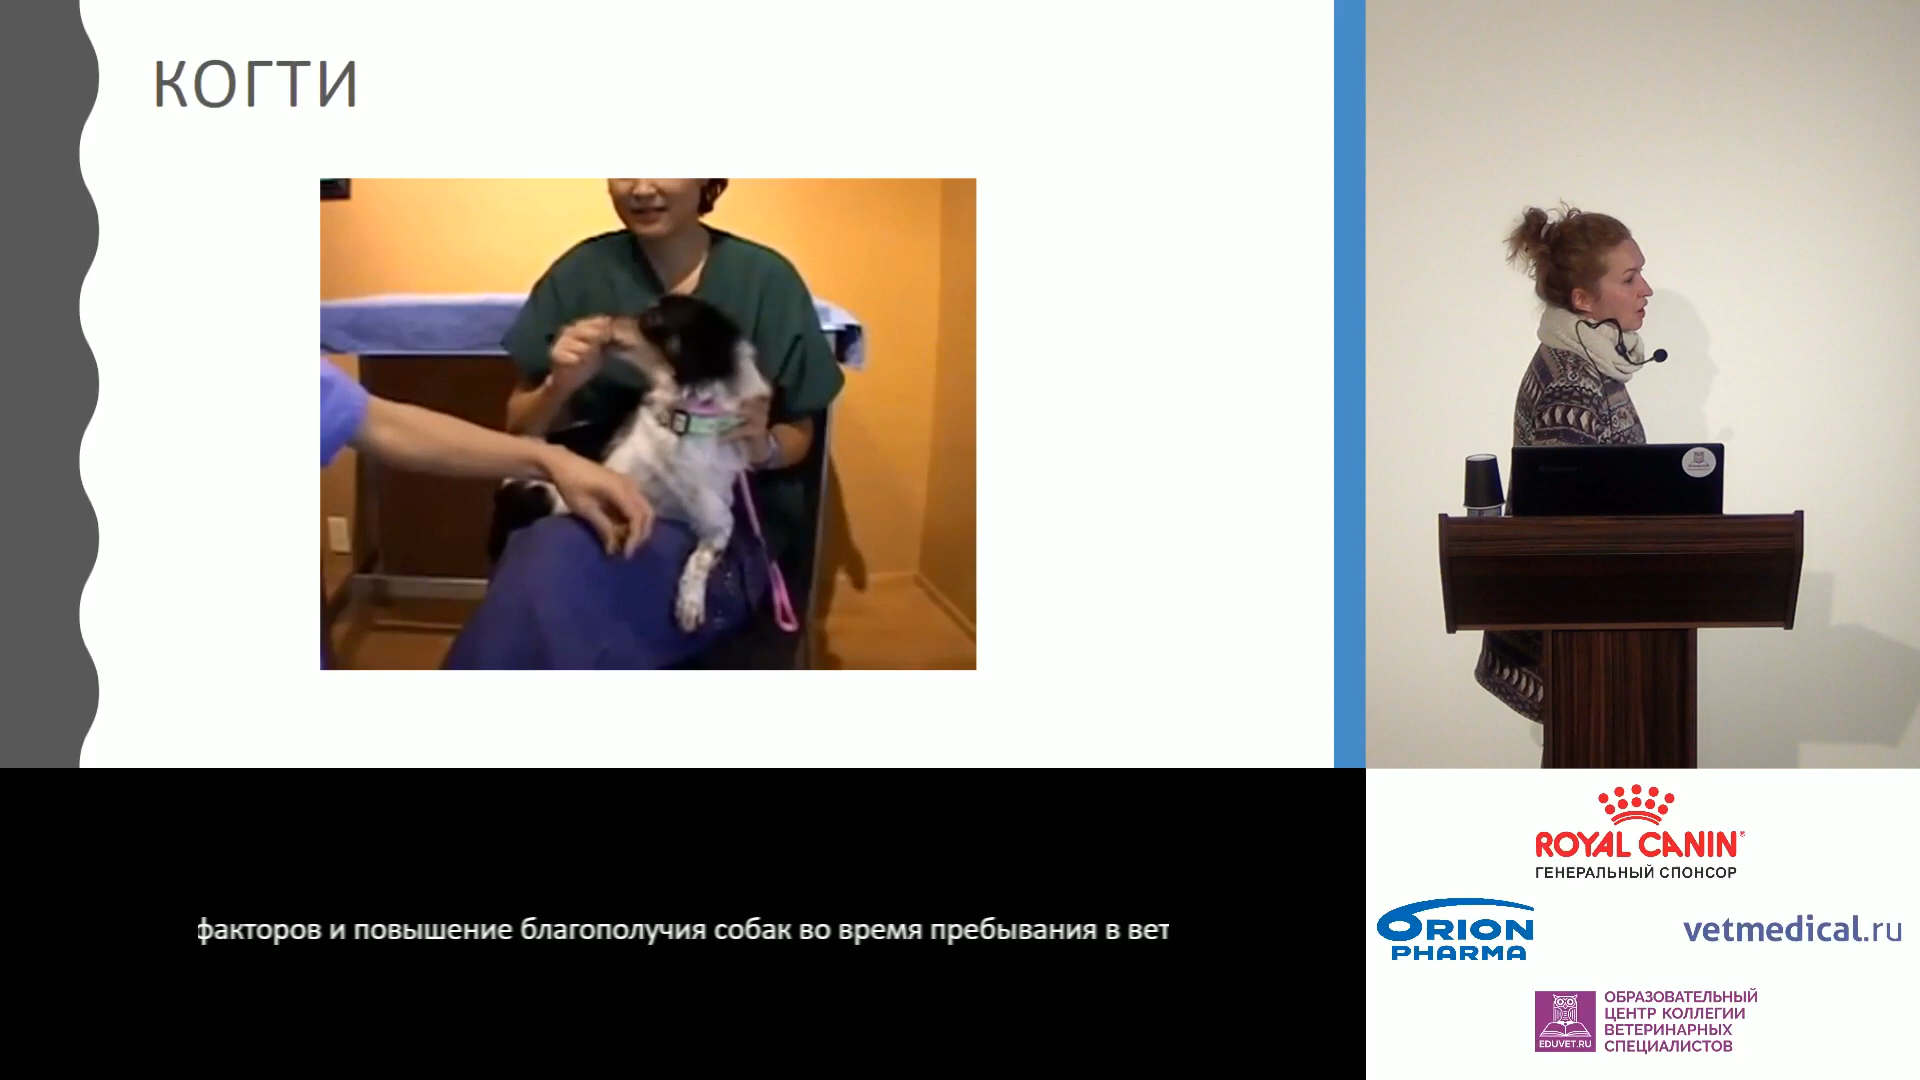 КОГТИ
факторов и повышение благополучия собак во время пребывания в вет
ROYAL CANIN
ГЕНЕРАЛЬНЫЙ СПОНСОР
ORION
PHARMA
vetmedical.ru
EDUVET.RU
ОБРАЗОВАТЕЛЬНЫЙ
ЦЕНТР КОЛЛЕГИИ
ВЕТЕРИНАРНЫХ
СПЕЦИАЛИСТОВ